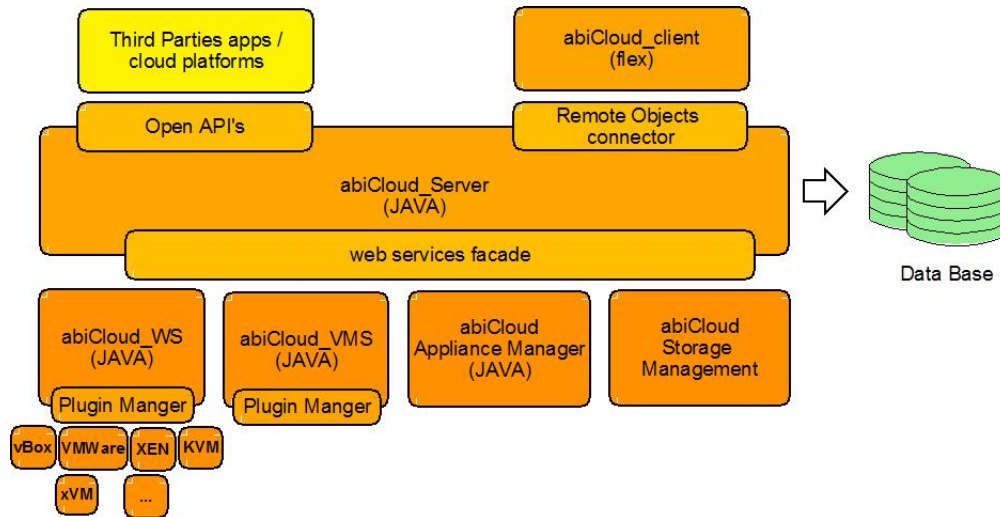 Third Parties apps /
cloud platforms
abiCloud_client
(flex)
Open API's
Remote Objects
connector
abiCloud_Server
(JAVA)
web services facade
Data Base
abiCloud_WS
(JAVA)
Plugin Manger
abiCloud_VMS
(JAVA)
Plugin Manger
abiCloud
Appliance Manager
(JAVA)
abiCloud
Storage
Management
vBox
VMWare
XEN
KVM
xVM
...